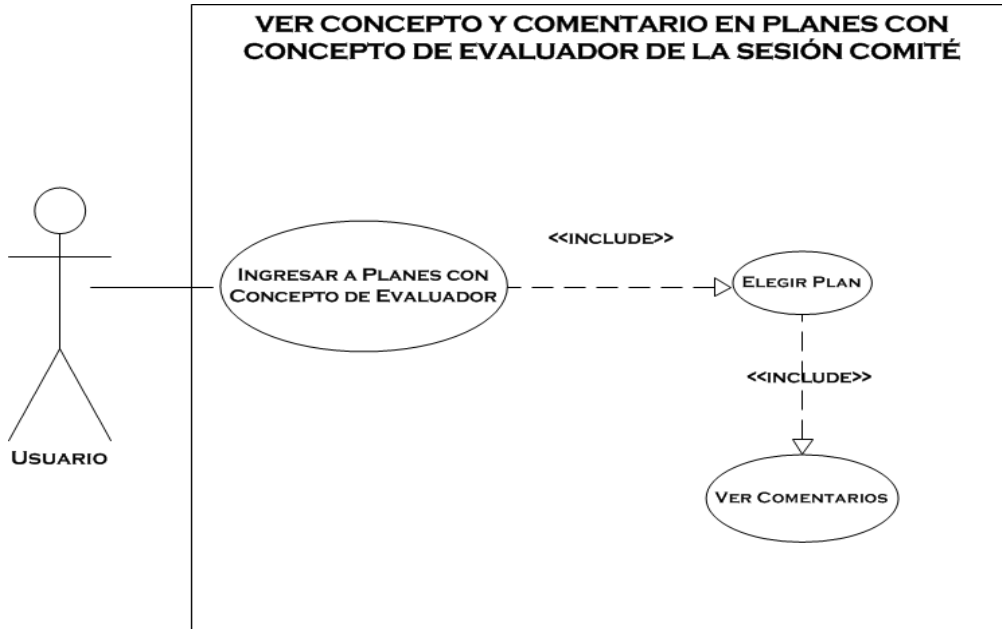 VER CONCEPTO Y COMENTARIO EN PLANES CON
CONCEPTO DE EVALUADOR DE LA SESIÓN COMITÉ
<<INCLUDE>>
INGRESAR A PLANES CON
CONCEPTO DE EVALUADOR
ELEGIR PLAN
<<INCLUDE>>
USUARIO
VER COMENTARIOS